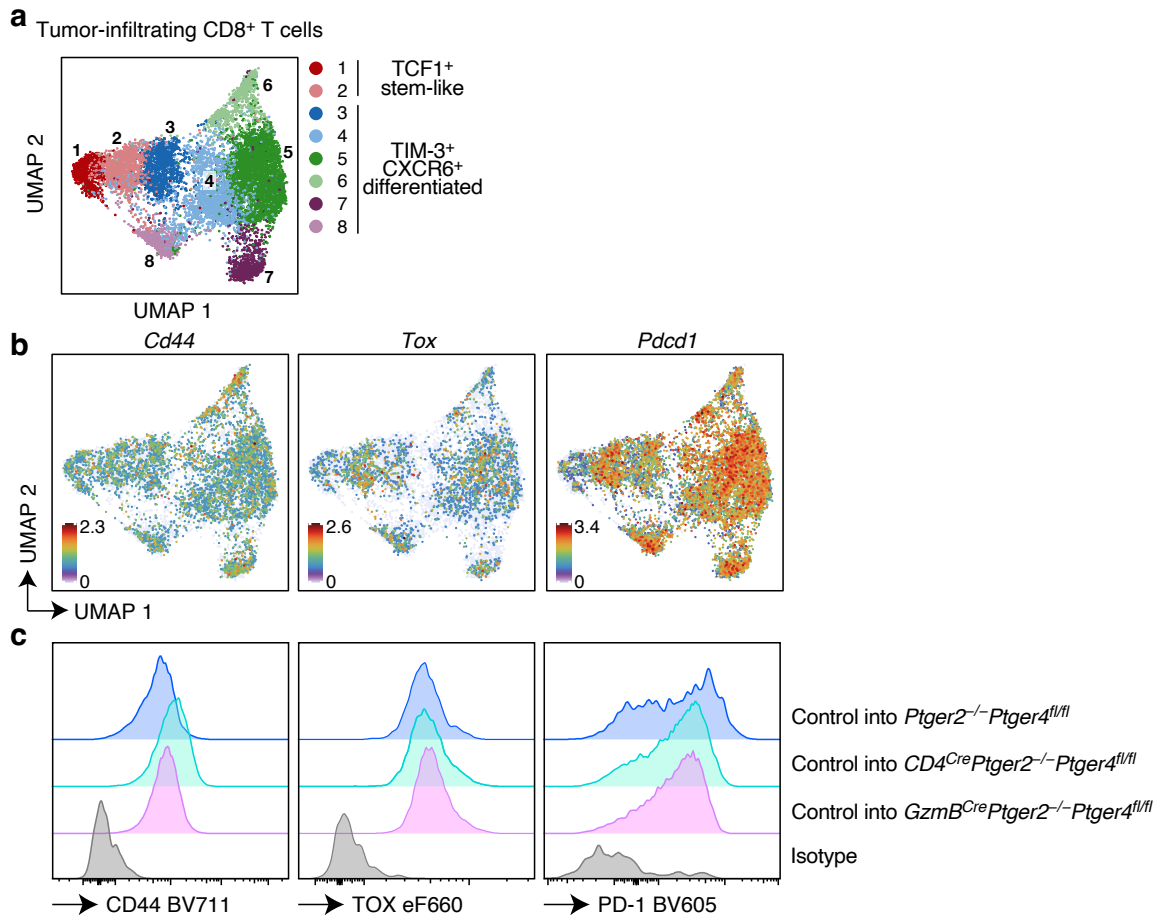 a
Tumor-infiltrating CD8⁺ T cells
UMAP 2
UMAP 1
1
2
3
4
5
6
7
8
1
2
3
4
5
6
7
8
TCF1⁺
stem-like
TIM-3⁺
CXCR6⁺
differentiated
b
Cd44
Tox
Pdcd1
2.3
0
2.6
0
3.4
0
UMAP 2
UMAP 1
c
Control into Ptger2⁻/⁻Ptger4ᶠˡ/ᶠˡ
Control into CD4ᶜʳᵉPtger2⁻/⁻Ptger4ᶠˡ/ᶠˡ
Control into GzmBᶜʳᵉPtger2⁻/⁻Ptger4ᶠˡ/ᶠˡ
Isotype
CD44 BV711
TOX eF660
PD-1 BV605